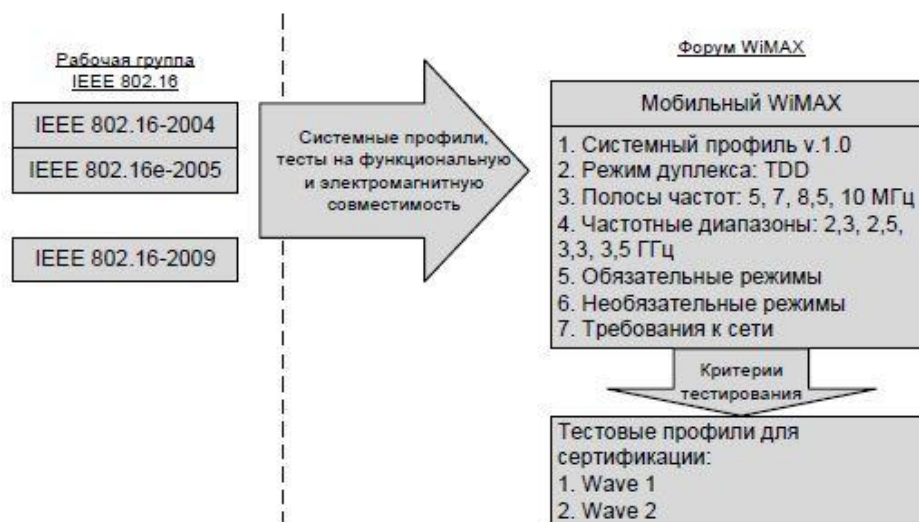 Рабочая группа
IEEE 802.16
IEEE 802.16-2004
IEEE 802.16e-2005
IEEE 802.16-2009
Системные профили,
тесты на функциональную
и электромагнитную
совместимость
Форум WiMAX
Мобильный WiMAX
1. Системный профиль v.1.0
2. Режим дуплекса: TDD
3. Полосы частот: 5, 7, 8,5, 10 МГц
4. Частотные диапазоны: 2,3, 2,5,
3,3, 3,5 ГГц
5. Обязательные режимы
6. Необязательные режимы
7. Требования к сети
Критерии
тестирования
Тестовые профили для
сертификации:
1. Wave 1
2. Wave 2